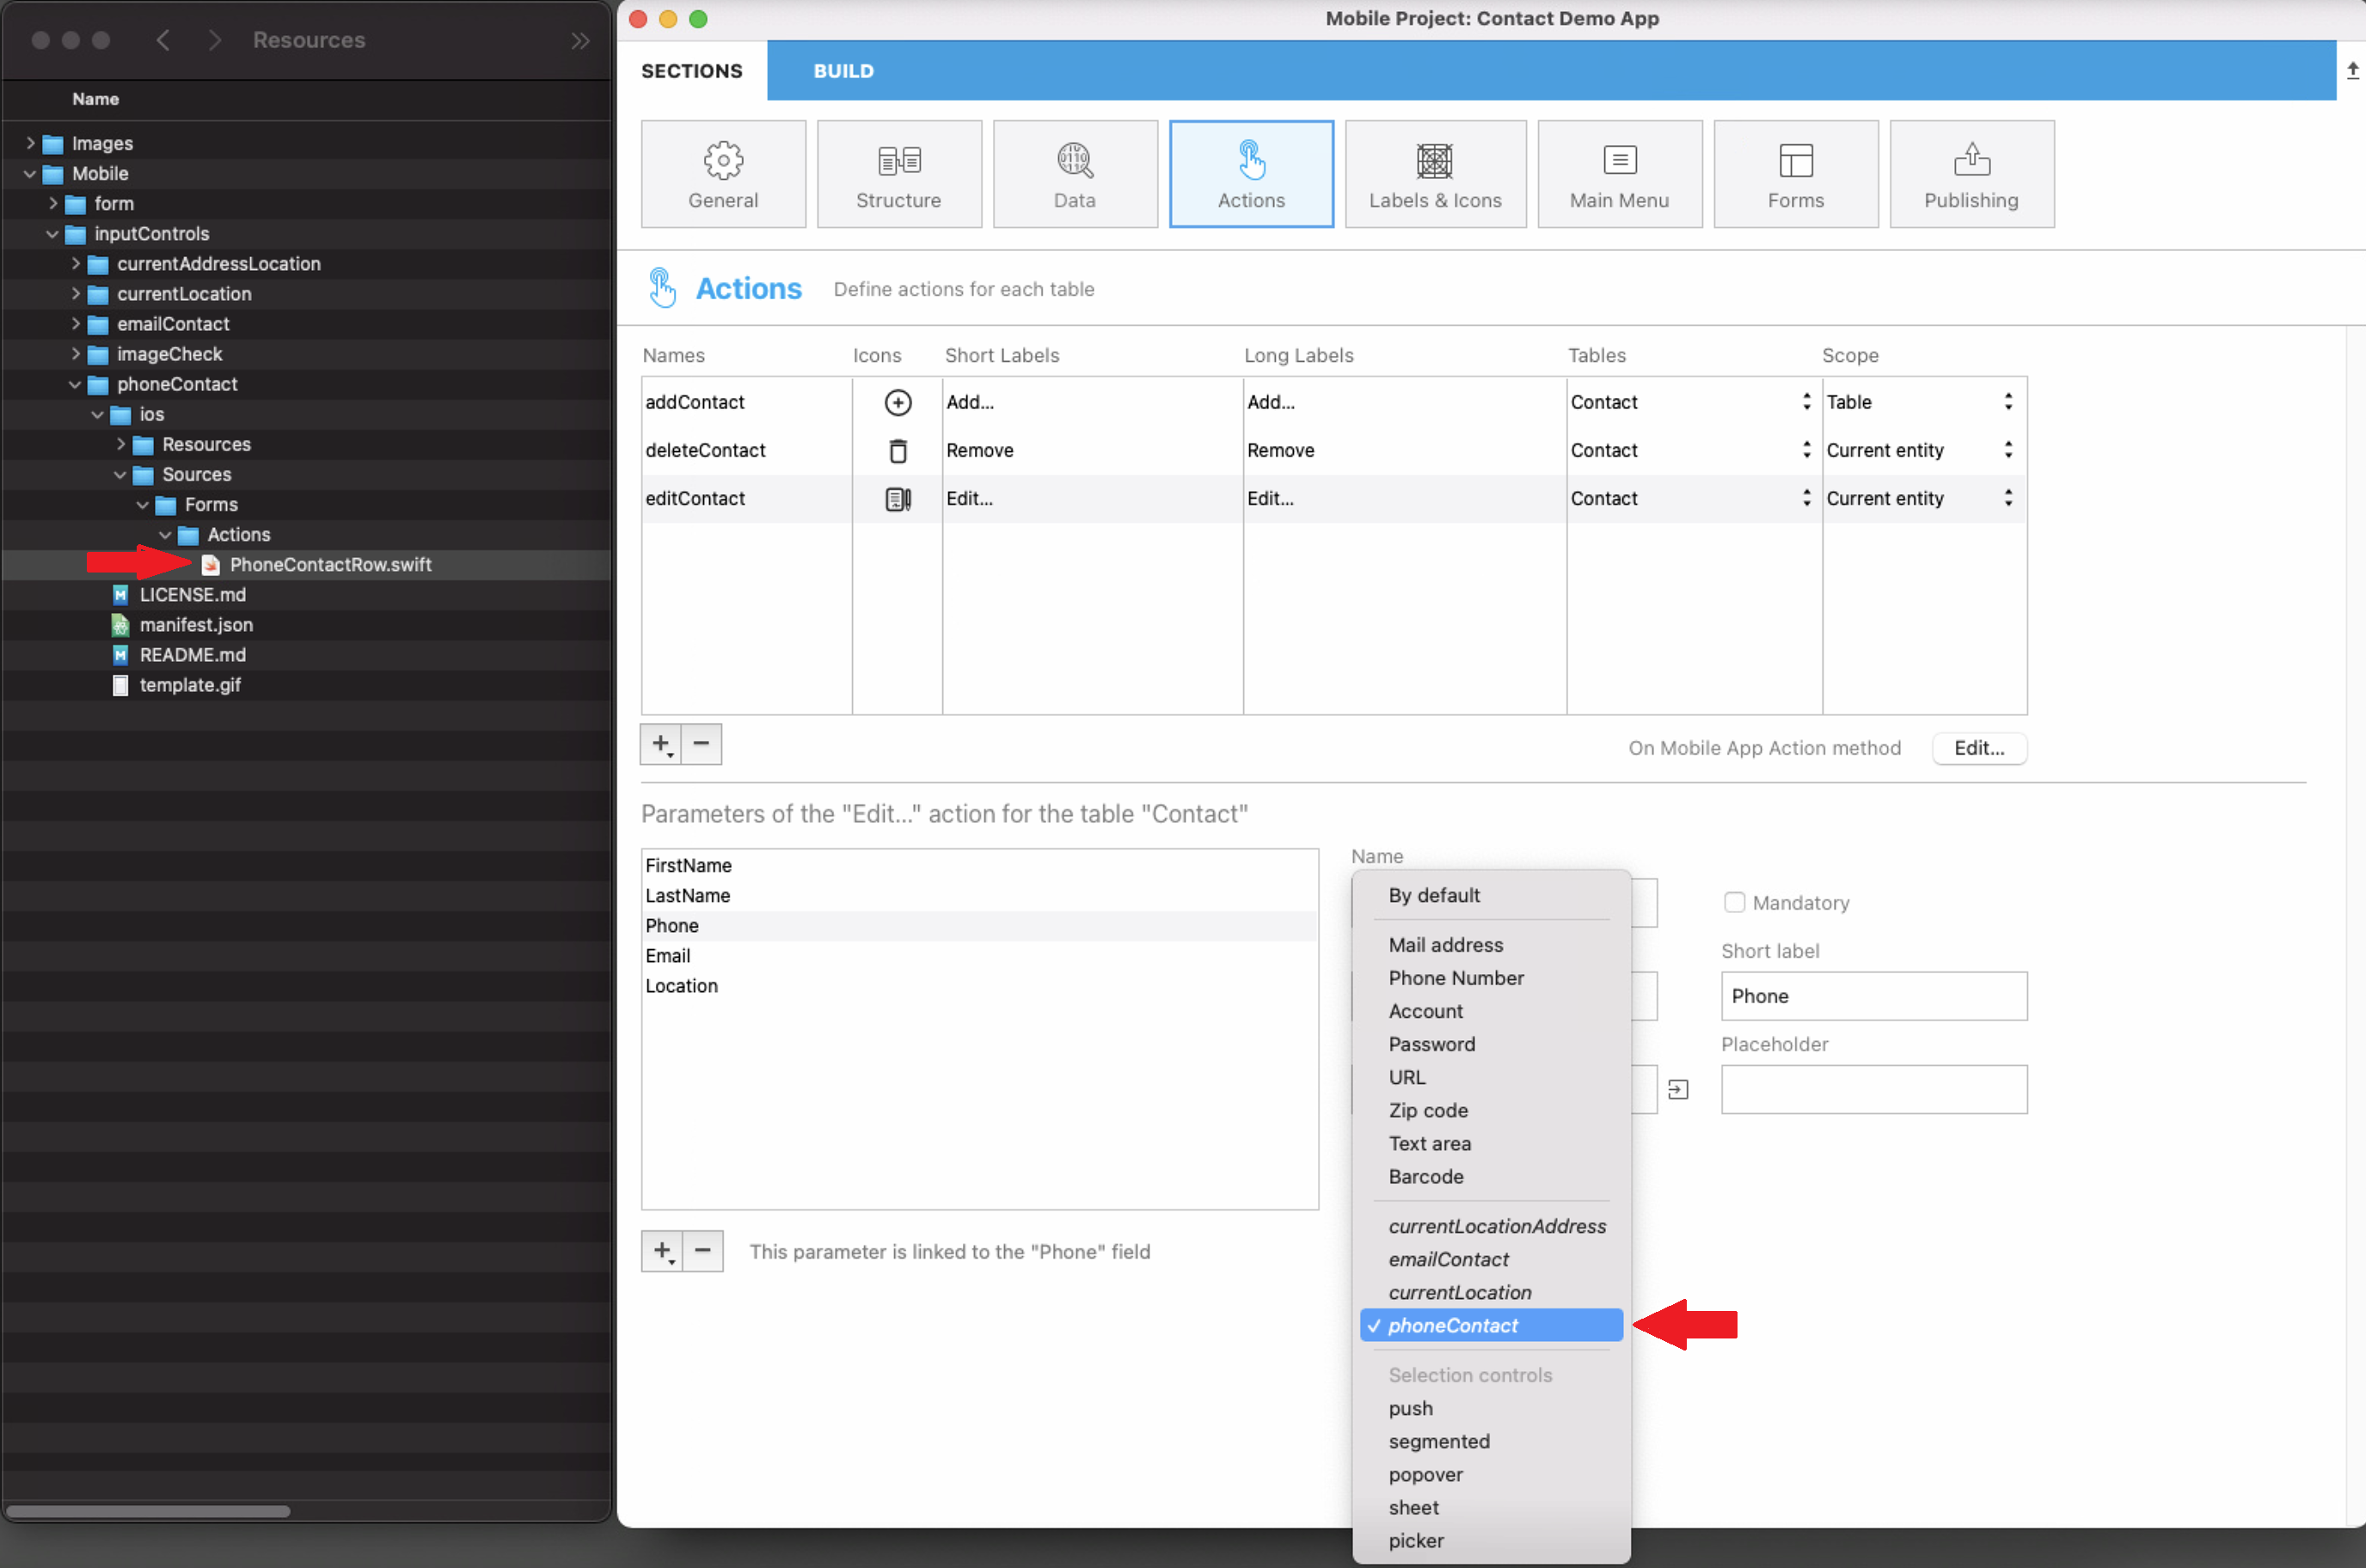 Resources
Name
Images
Mobile
form
inputControls
currentAddressLocation
currentLocation
emailContact
imageCheck
phoneContact
ios
Resources
Sources
Forms
Actions
PhoneContactRow.swift
LICENSE.md
manifest.json
README.md
template.gif
Mobile Project: Contact Demo App
SECTIONS BUILD
General Structure Data Actions Labels & Icons Main Menu Forms Publishing
Actions Define actions for each table
Names Icons Short Labels Long Labels Tables Scope
addContact Add... Add... Contact Table
deleteContact Remove Remove Contact Current entity
editContact Edit... Edit... Contact Current entity
On Mobile App Action method Edit...
Parameters of the "Edit..." action for the table "Contact"
FirstName
LastName
Phone
Email
Location
This parameter is linked to the "Phone" field
Name
By default
Mail address
Phone Number
Account
Password
URL
Zip code
Text area
Barcode
currentLocationAddress
emailContact
currentLocation
✓ phoneContact
Selection controls
push
segmented
popover
sheet
picker
Mandatory
Short label
Phone
Placeholder